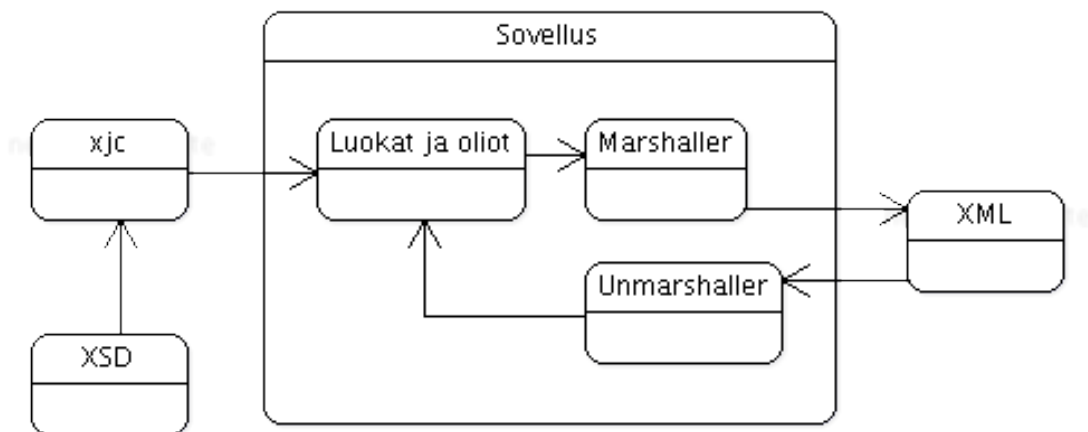 Sovellus
xjc
Luokat ja oliot
Marshaller
XML
Unmarshaller
XSD